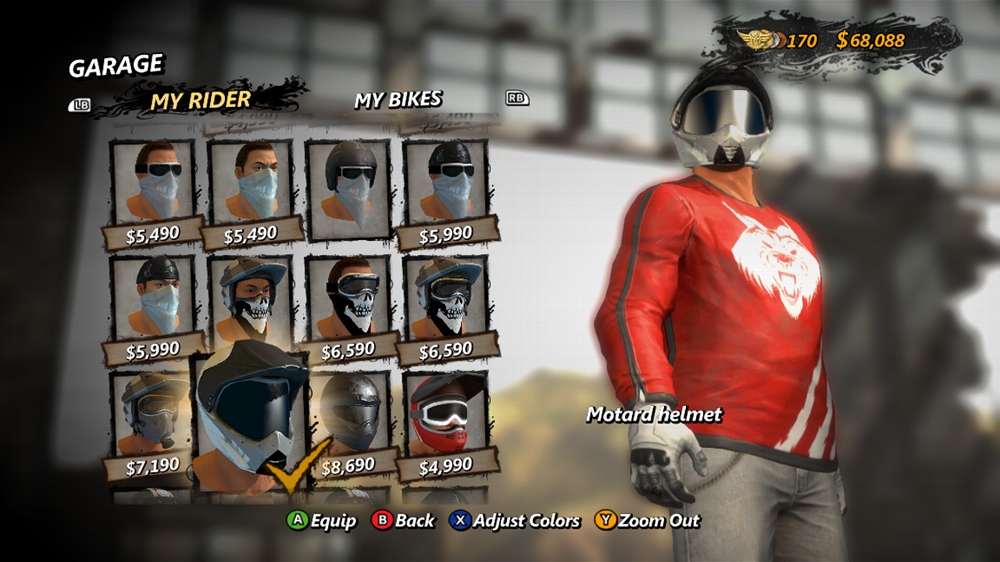 170 $68,088
GARAGE
LB MY RIDER MY BIKES RB
$5,490 $5,490 $5,990
$5,990 $6,590 $6,590
Motard helmet
$7,190 $8,690 $4,990
A Equip B Back X Adjust Colors Y Zoom Out